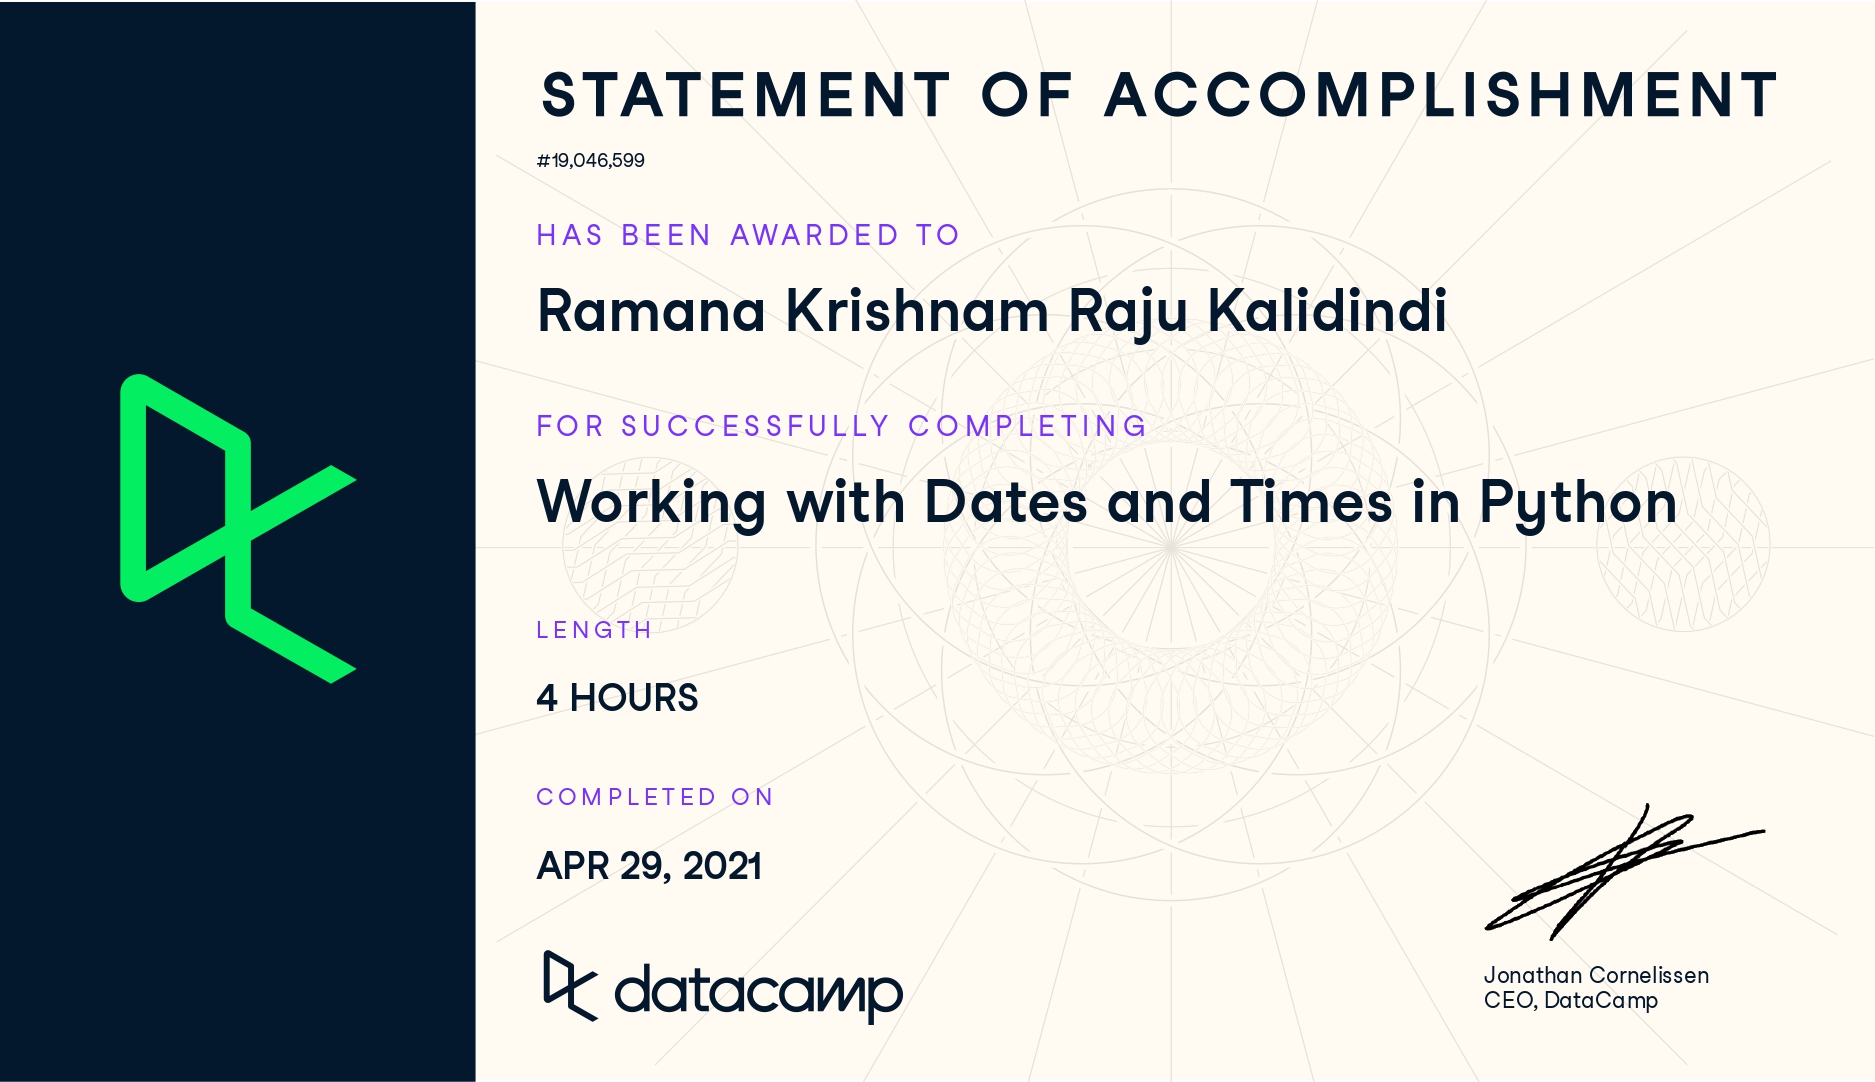 STATEMENT OF ACCOMPLISHMENT
#19,046,599
HAS BEEN AWARDED TO
Ramana Krishnam Raju Kalidindi
FOR SUCCESSFULLY COMPLETING
Working with Dates and Times in Python
LENGTH
4 HOURS
COMPLETED ON
APR 29, 2021
datacamp
Jonathan Cornelissen
CEO, DataCamp